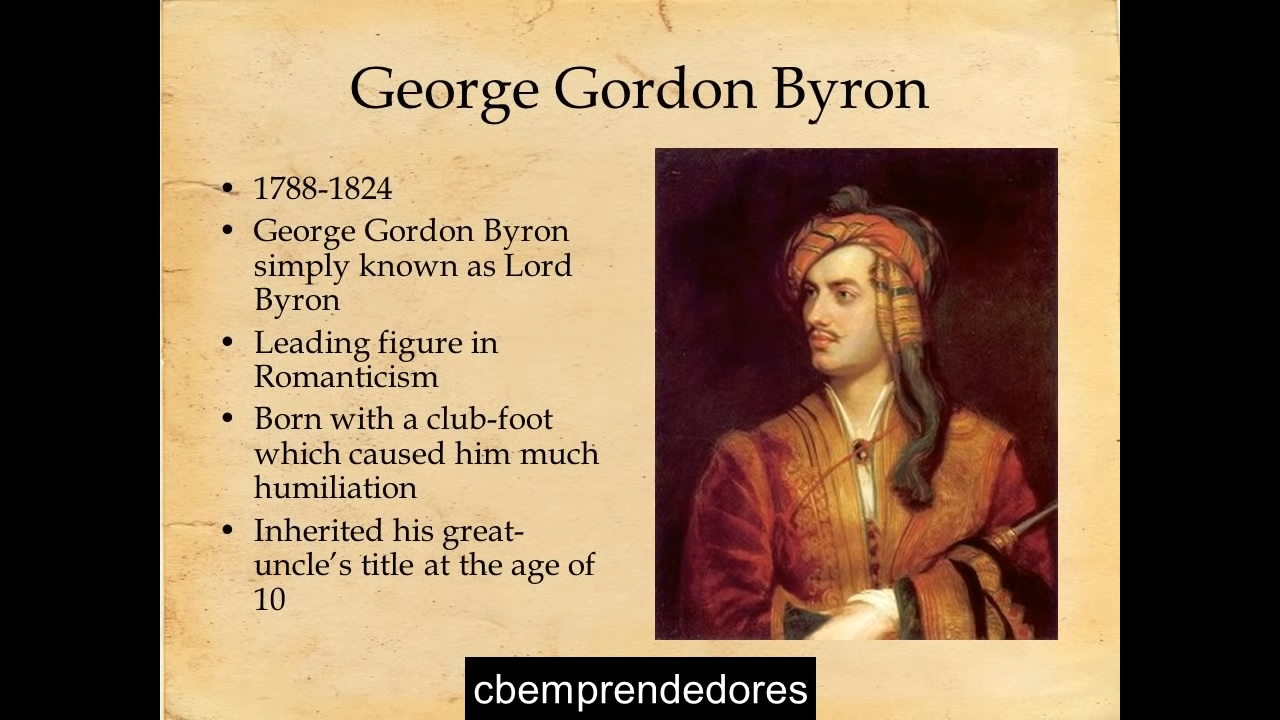 George Gordon Byron
• 1788-1824
• George Gordon Byron
simply known as Lord
Byron
• Leading figure in
Romanticism
• Born with a club-foot
which caused him much
humiliation
• Inherited his great-
uncle’s title at the age of
10
cbemprendedores